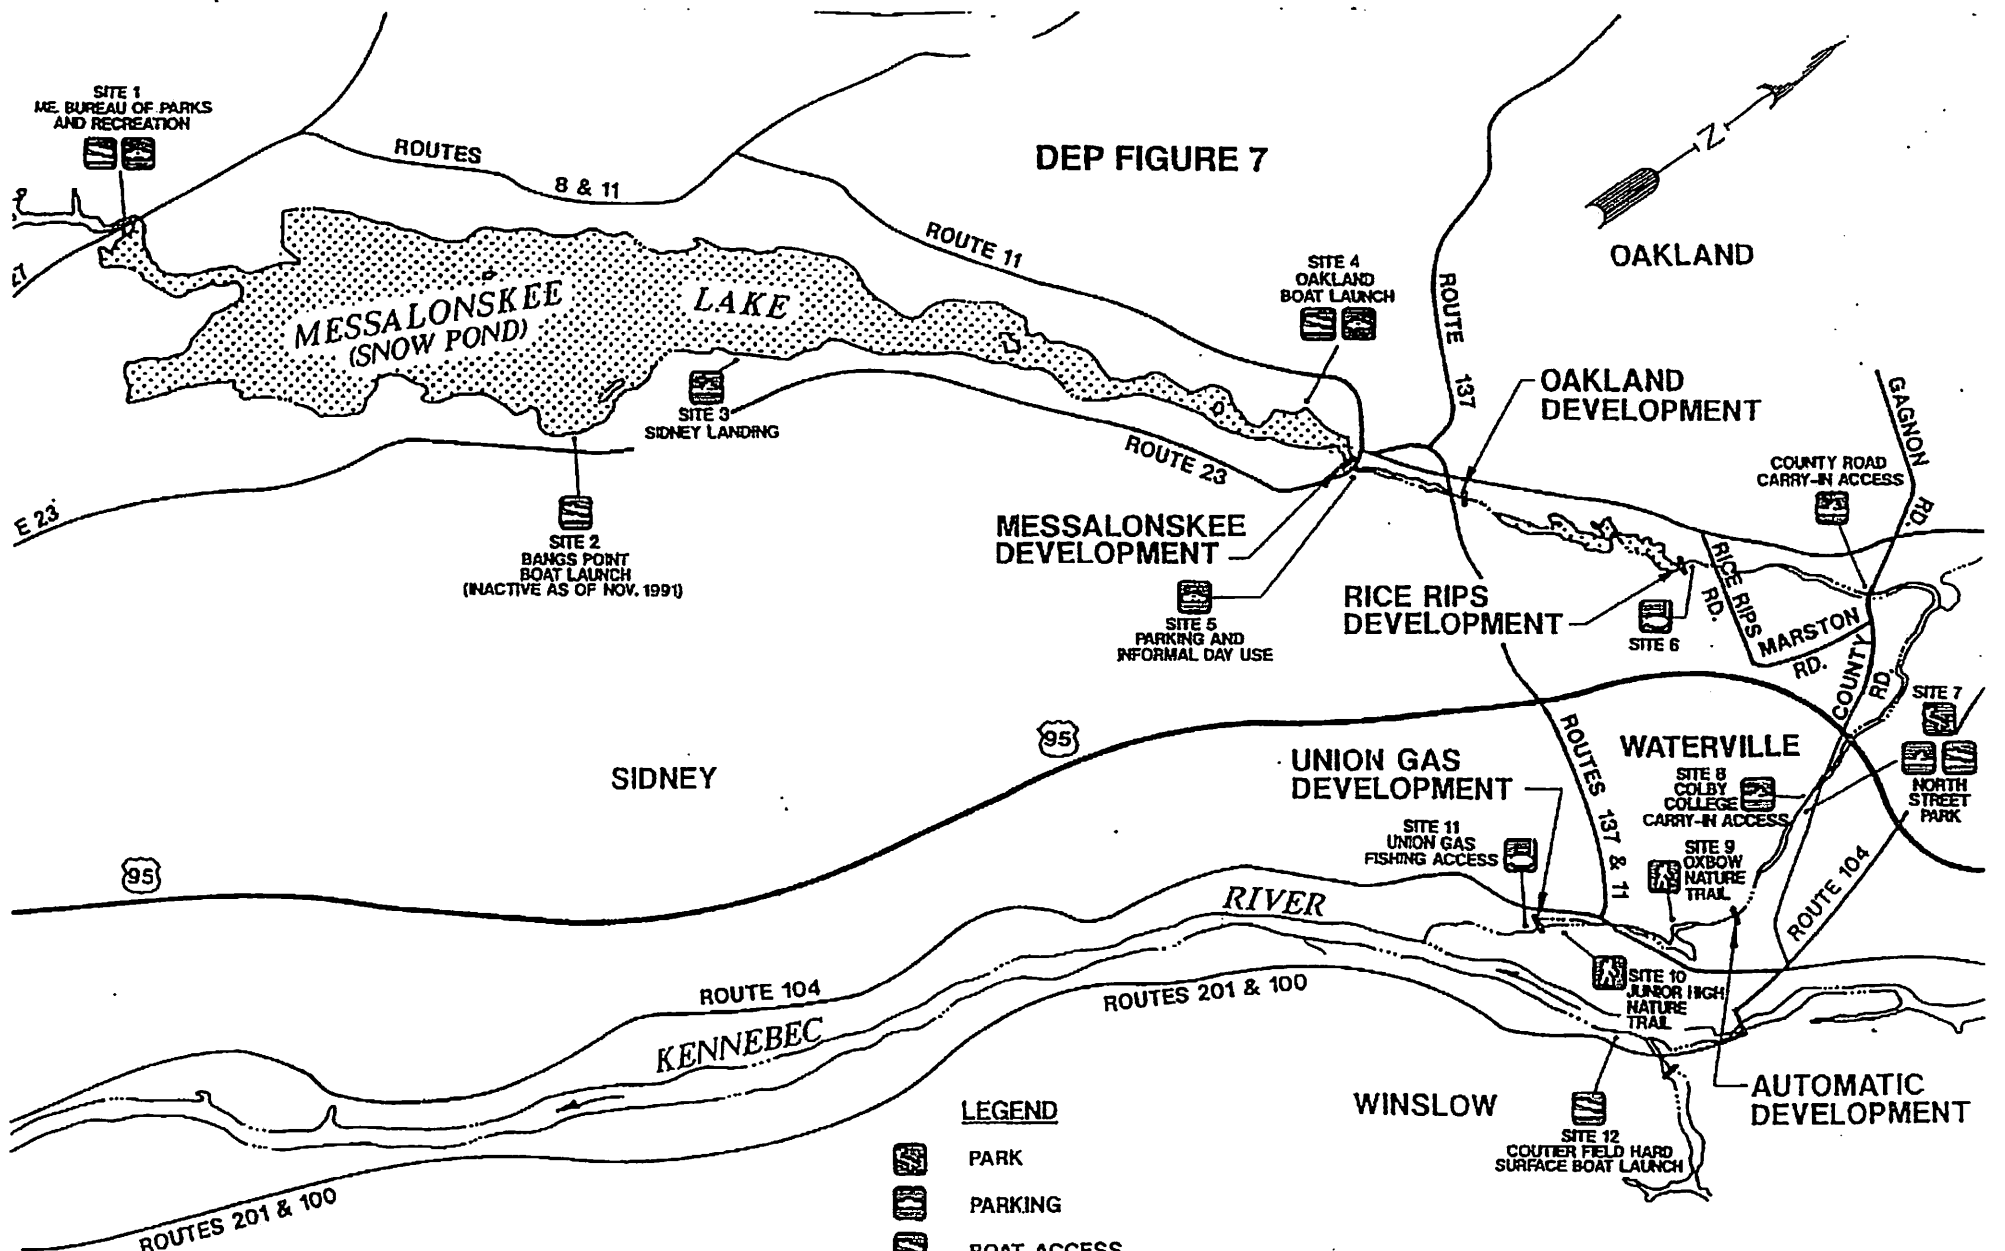 SITE 1
ME. BUREAU OF PARKS
AND RECREATION
ROUTES
8 & 11
DEP FIGURE 7
N
OAKLAND
ROUTE 11
SITE 4
OAKLAND
BOAT LAUNCH
ROUTE
137
27
MESSALONSKEE
LAKE
(SNOW POND)
SITE 3
SIDNEY LANDING
OAKLAND
DEVELOPMENT
GAGNON
RD.
ROUTE 23
COUNTY ROAD
CARRY-IN ACCESS
E 23
SITE 2
BANGS POINT
BOAT LAUNCH
(INACTIVE AS OF NOV. 1991)
MESSALONSKEE
DEVELOPMENT
SITE 5
PARKING AND
INFORMAL DAY USE
RICE RIPS
DEVELOPMENT
SITE 6
RICE RIPS
RD.
MARSTON
RD.
COUNTY
RD.
SITE 7
NORTH
STREET
PARK
95
SIDNEY
UNION GAS
DEVELOPMENT
ROUTES 137 & 11
WATERVILLE
SITE 8
COLBY
COLLEGE
CARRY-IN ACCESS
SITE 11
UNION GAS
FISHING ACCESS
SITE 9
OXBOW
NATURE
TRAIL
ROUTE 104
95
RIVER
KENNEBEC
ROUTE 104
ROUTES 201 & 100
SITE 10
JUNIOR HIGH
NATURE
TRAIL
WINSLOW
AUTOMATIC
DEVELOPMENT
SITE 12
COUTIER FIELD HARD
SURFACE BOAT LAUNCH
ROUTES 201 & 100
LEGEND
PARK
PARKING
BOAT ACCESS